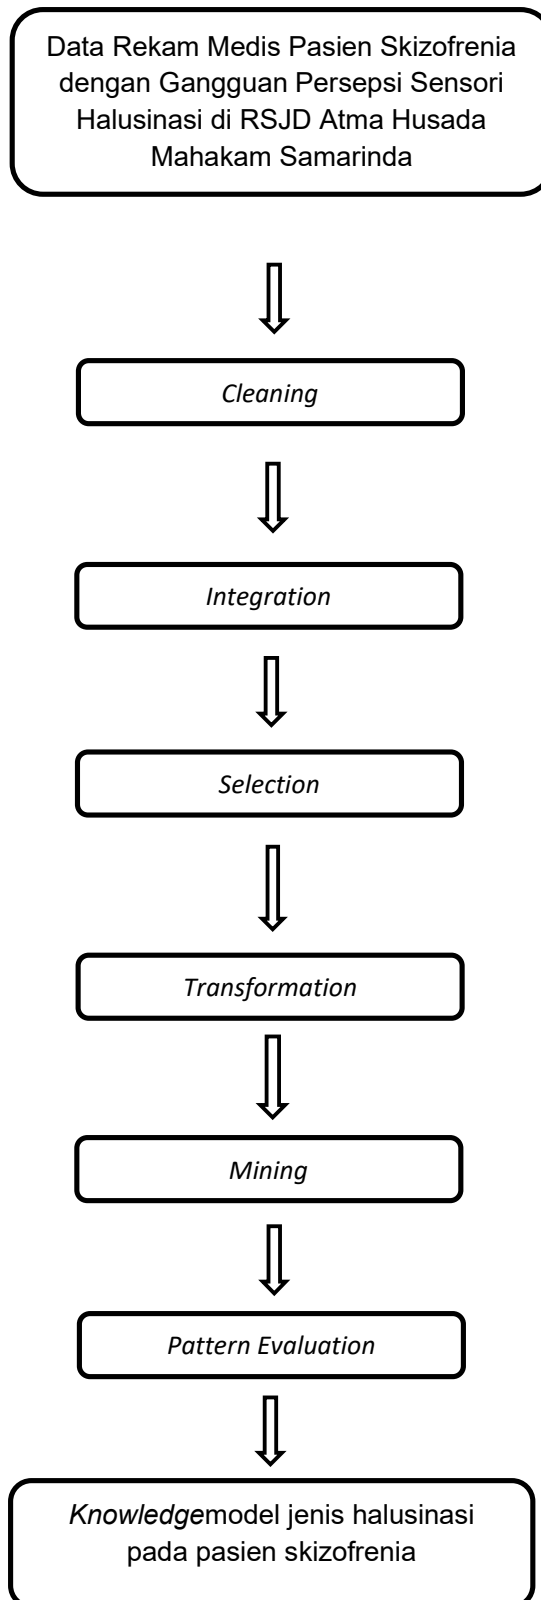 Data Rekam Medis Pasien Skizofrenia
dengan Gangguan Persepsi Sensori
Halusinasi di RSJD Atma Husada
Mahakam Samarinda
Cleaning
Integration
Selection
Transformation
Mining
Pattern Evaluation
Knowledgemodel jenis halusinasi
pada pasien skizofrenia